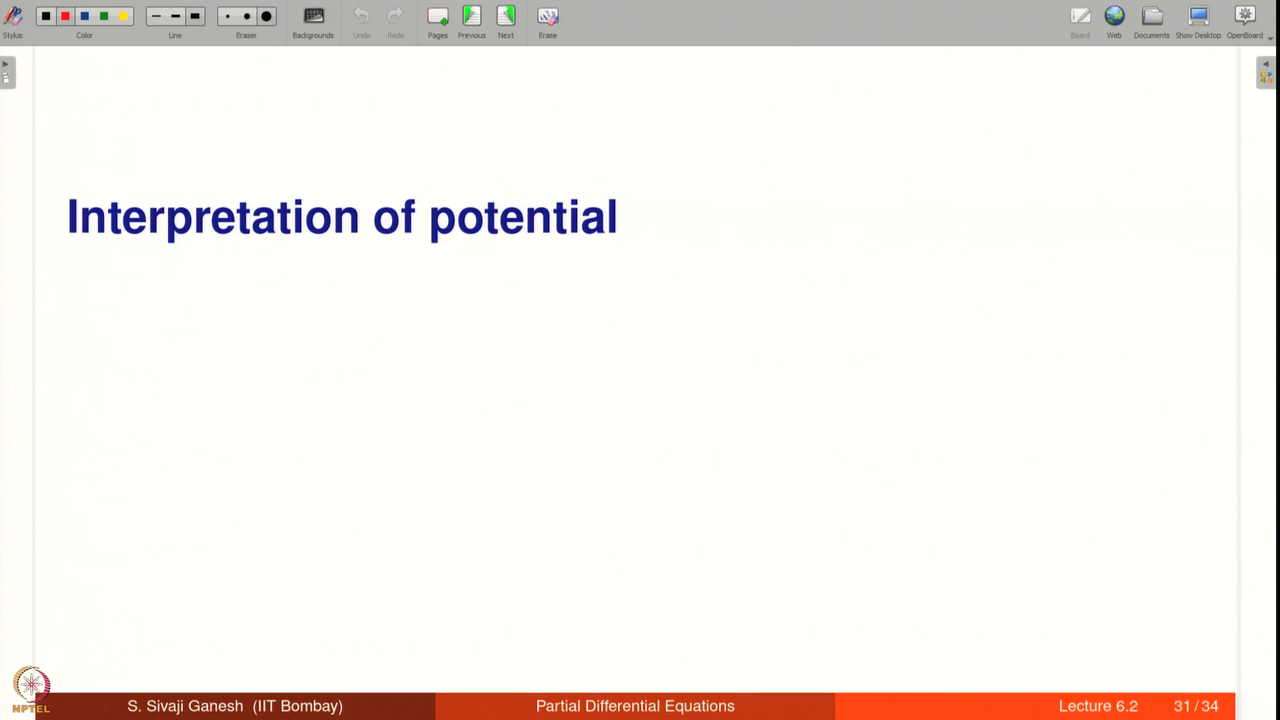 Stylus
Color
Line
Eraser
Backgrounds
Undo
Redo
Pages
Previous
Next
Erase
Board
Web
Documents
Show Desktop
OpenBoard
Interpretation of potential
NPTEL
S. Sivaji Ganesh (IIT Bombay)
Partial Differential Equations
Lecture 6.2
31 / 34